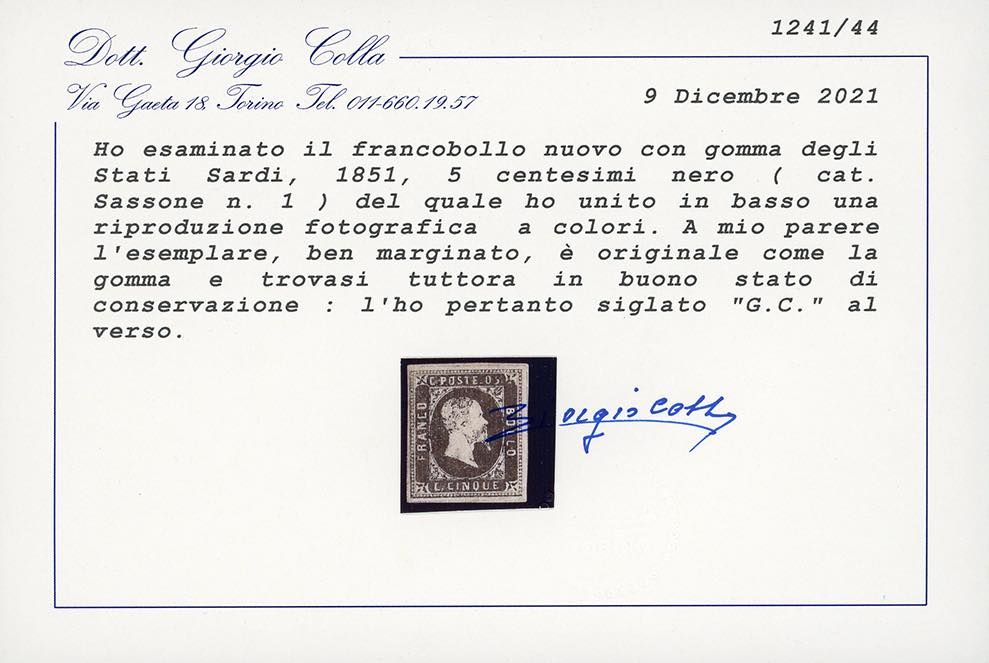 1241/44
Dott. Giorgio Colla
Via Gaeta 18, Torino Tel. 011-660.19.57
9 Dicembre 2021
Ho esaminato il francobollo nuovo con gomma degli
Stati Sardi, 1851, 5 centesimi nero ( cat.
Sassone n. 1 ) del quale ho unito in basso una
riproduzione fotografica a colori. A mio parere
l'esemplare, ben marginato, è originale come la
gomma e trovasi tuttora in buono stato di
conservazione : l'ho pertanto siglato "G.C." al
verso.
C.POSTE.05
FRANCO
BOLLO
C.CINQUE
Giorgio Colla